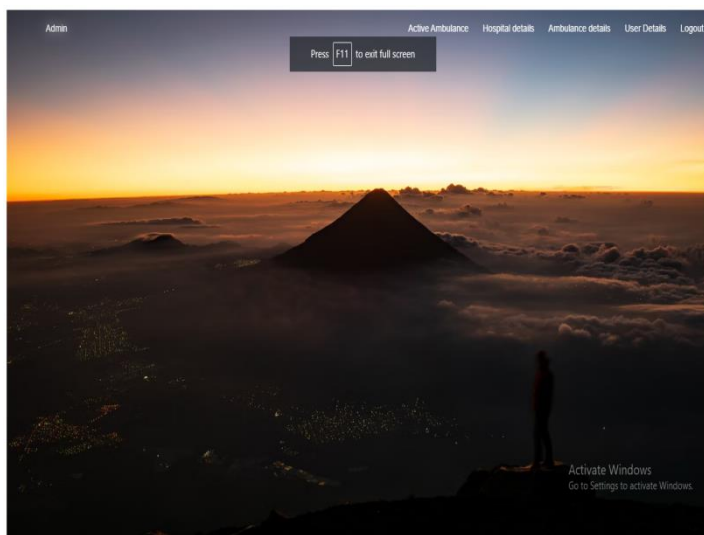 Admin Active Ambulance Hospital details Ambulance details User Details Logout
Press F11 to exit full screen
Activate Windows
Go to Settings to activate Windows.